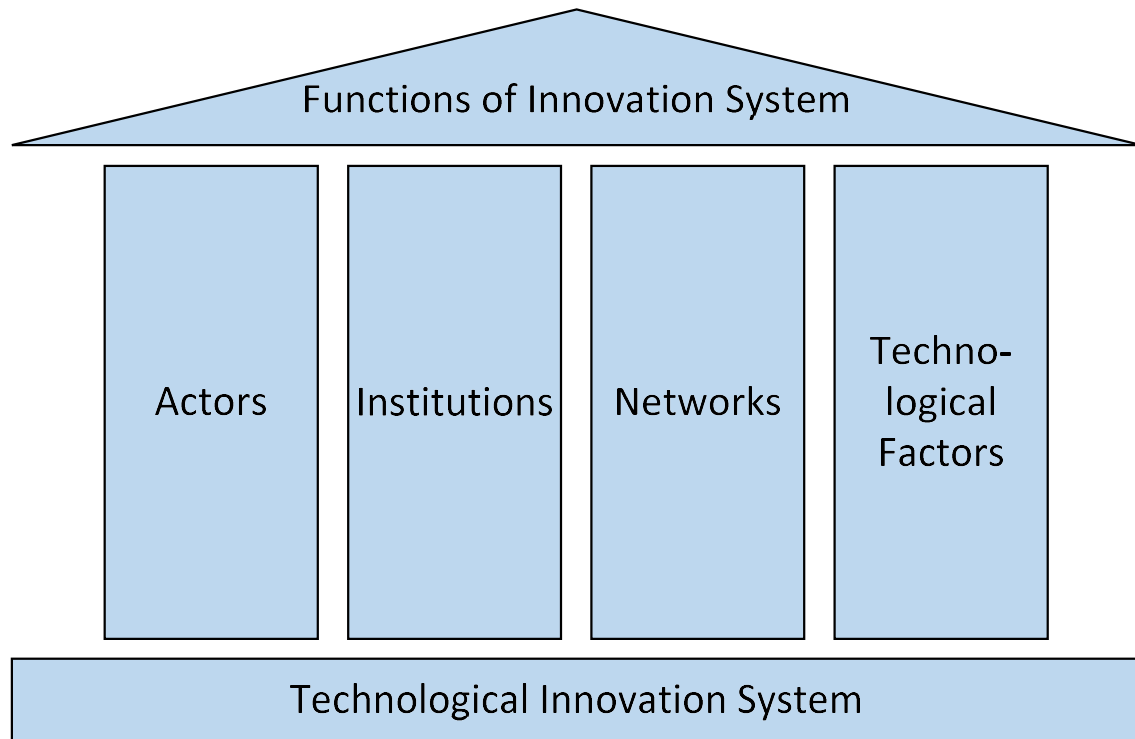 Functions of Innovation System
Actors
Institutions
Networks
Techno-
logical
Factors
Technological Innovation System